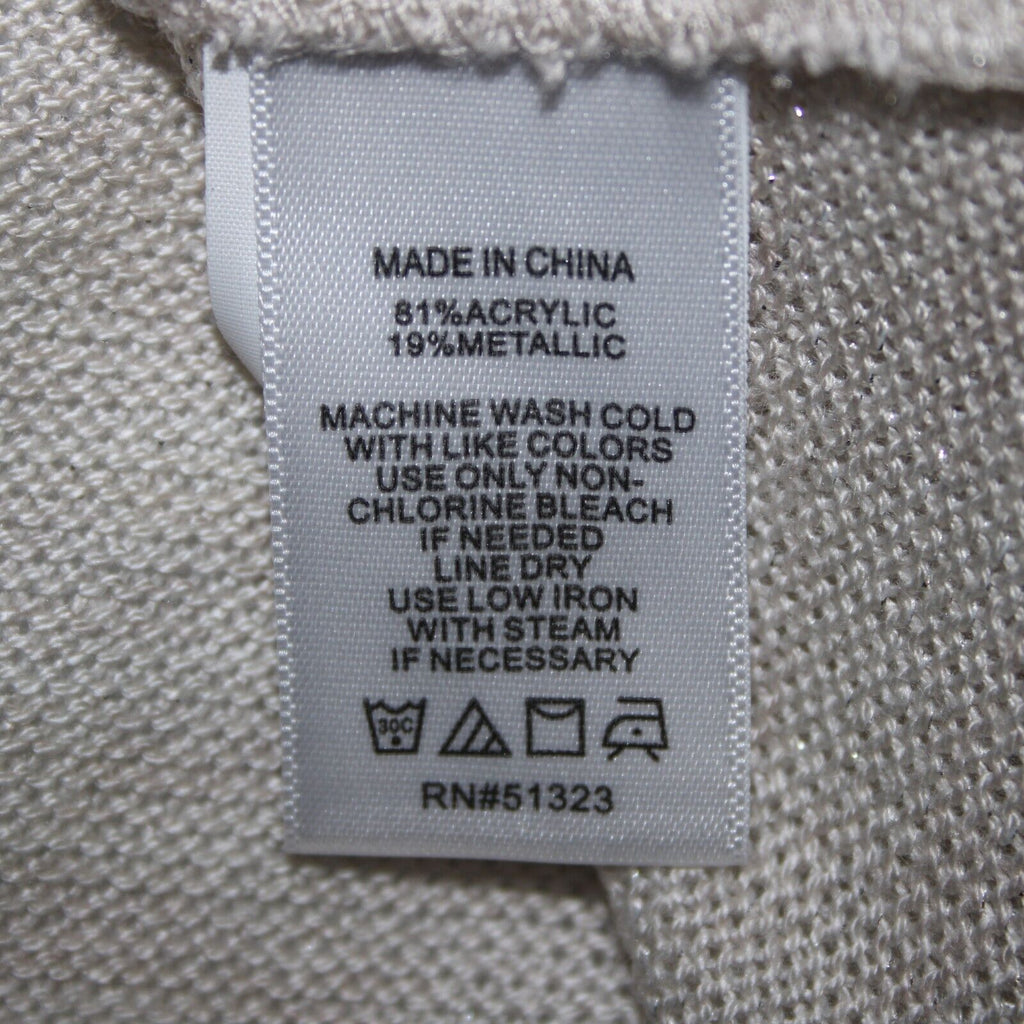 MADE IN CHINA
81%ACRYLIC
19%METALLIC
MACHINE WASH COLD
WITH LIKE COLORS
USE ONLY NON-
CHLORINE BLEACH
IF NEEDED
LINE DRY
USE LOW IRON
WITH STEAM
IF NECESSARY
30C
RN#51323